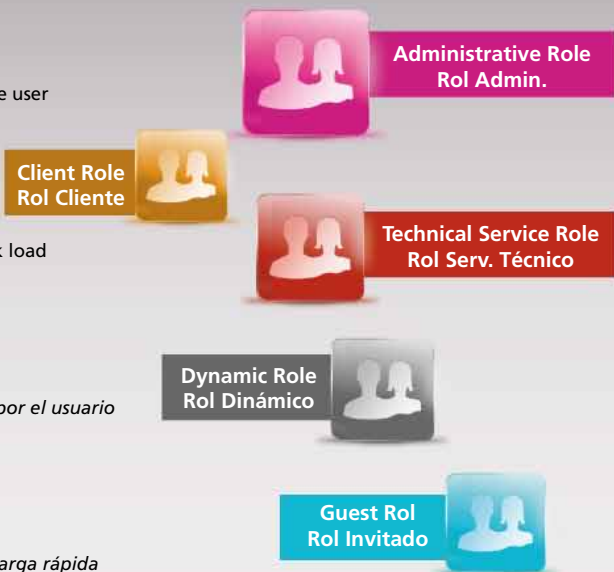 Administrative Role
Rol Admin.
e user
Client Role
Rol Cliente
Technical Service Role
Rol Serv. Técnico
load
Dynamic Role
Rol Dinámico
por el usuario
Guest Rol
Rol Invitado
arga rápida